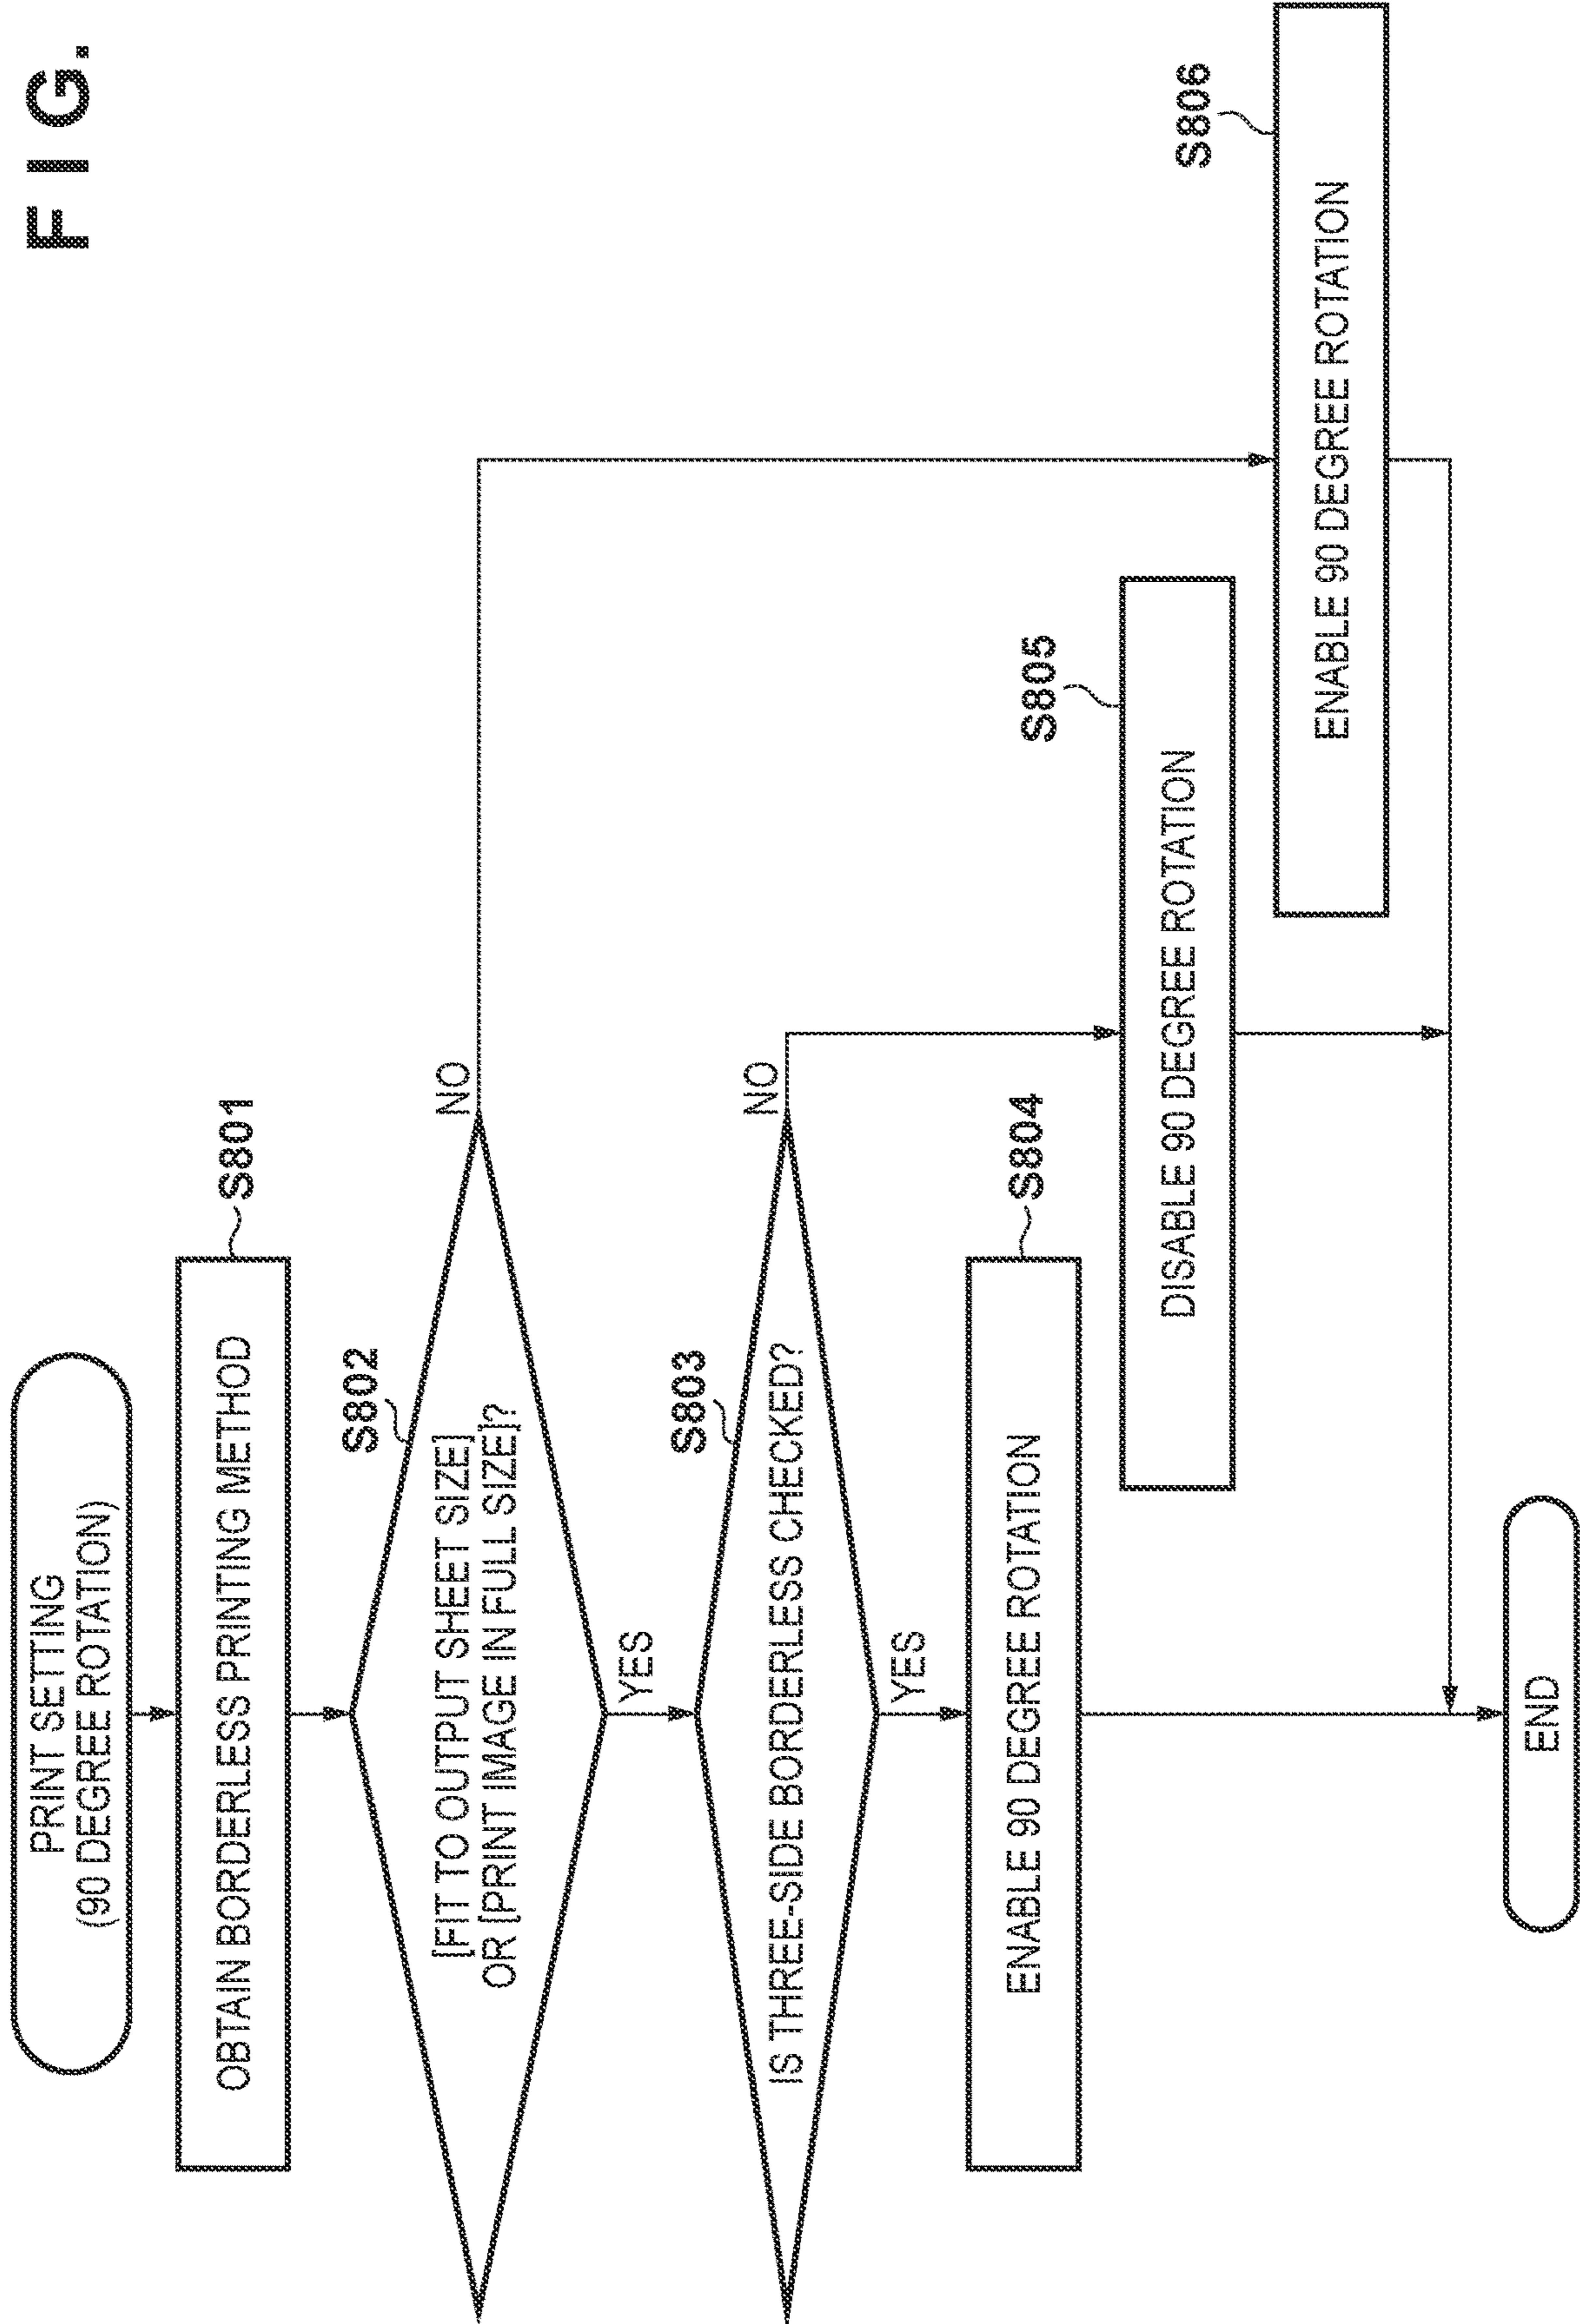 FIG.
PRINT SETTING
(90 DEGREE ROTATION)
S801
OBTAIN BORDERLESS PRINTING METHOD
S802
[FIT TO OUTPUT SHEET SIZE]
OR [PRINT IMAGE IN FULL SIZE]?
NO
YES
S803
IS THREE-SIDE BORDERLESS CHECKED?
NO
YES
S804
ENABLE 90 DEGREE ROTATION
S805
DISABLE 90 DEGREE ROTATION
S806
ENABLE 90 DEGREE ROTATION
END